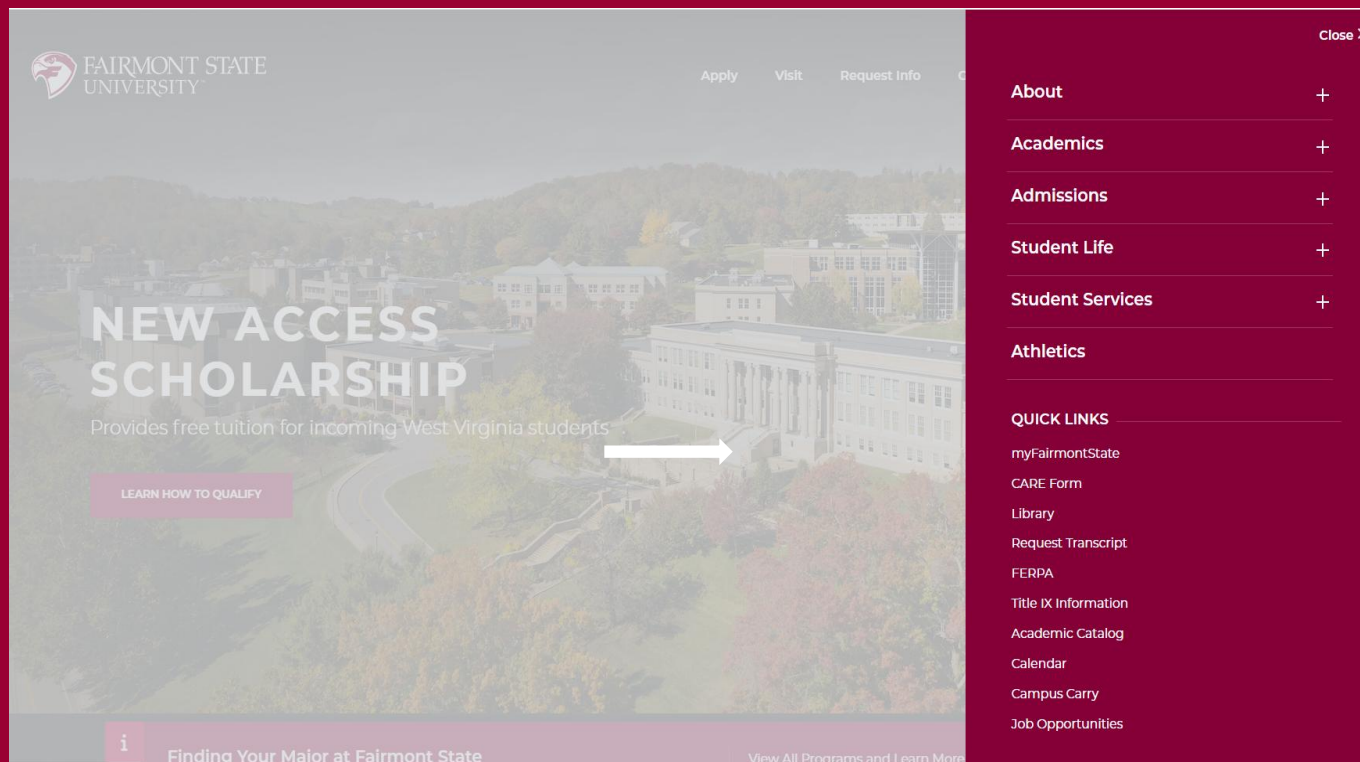 FAIRMONT STATE
UNIVERSITY™
Apply Visit Request Info
NEW ACCESS
SCHOLARSHIP
Provides free tuition for incoming West Virginia students
LEARN HOW TO QUALIFY
i
Finding Your Major at Fairmont State
View All Programs and Learn More
Close X
About +
Academics +
Admissions +
Student Life +
Student Services +
Athletics
QUICK LINKS
myFairmontState
CARE Form
Library
Request Transcript
FERPA
Title IX Information
Academic Catalog
Calendar
Campus Carry
Job Opportunities